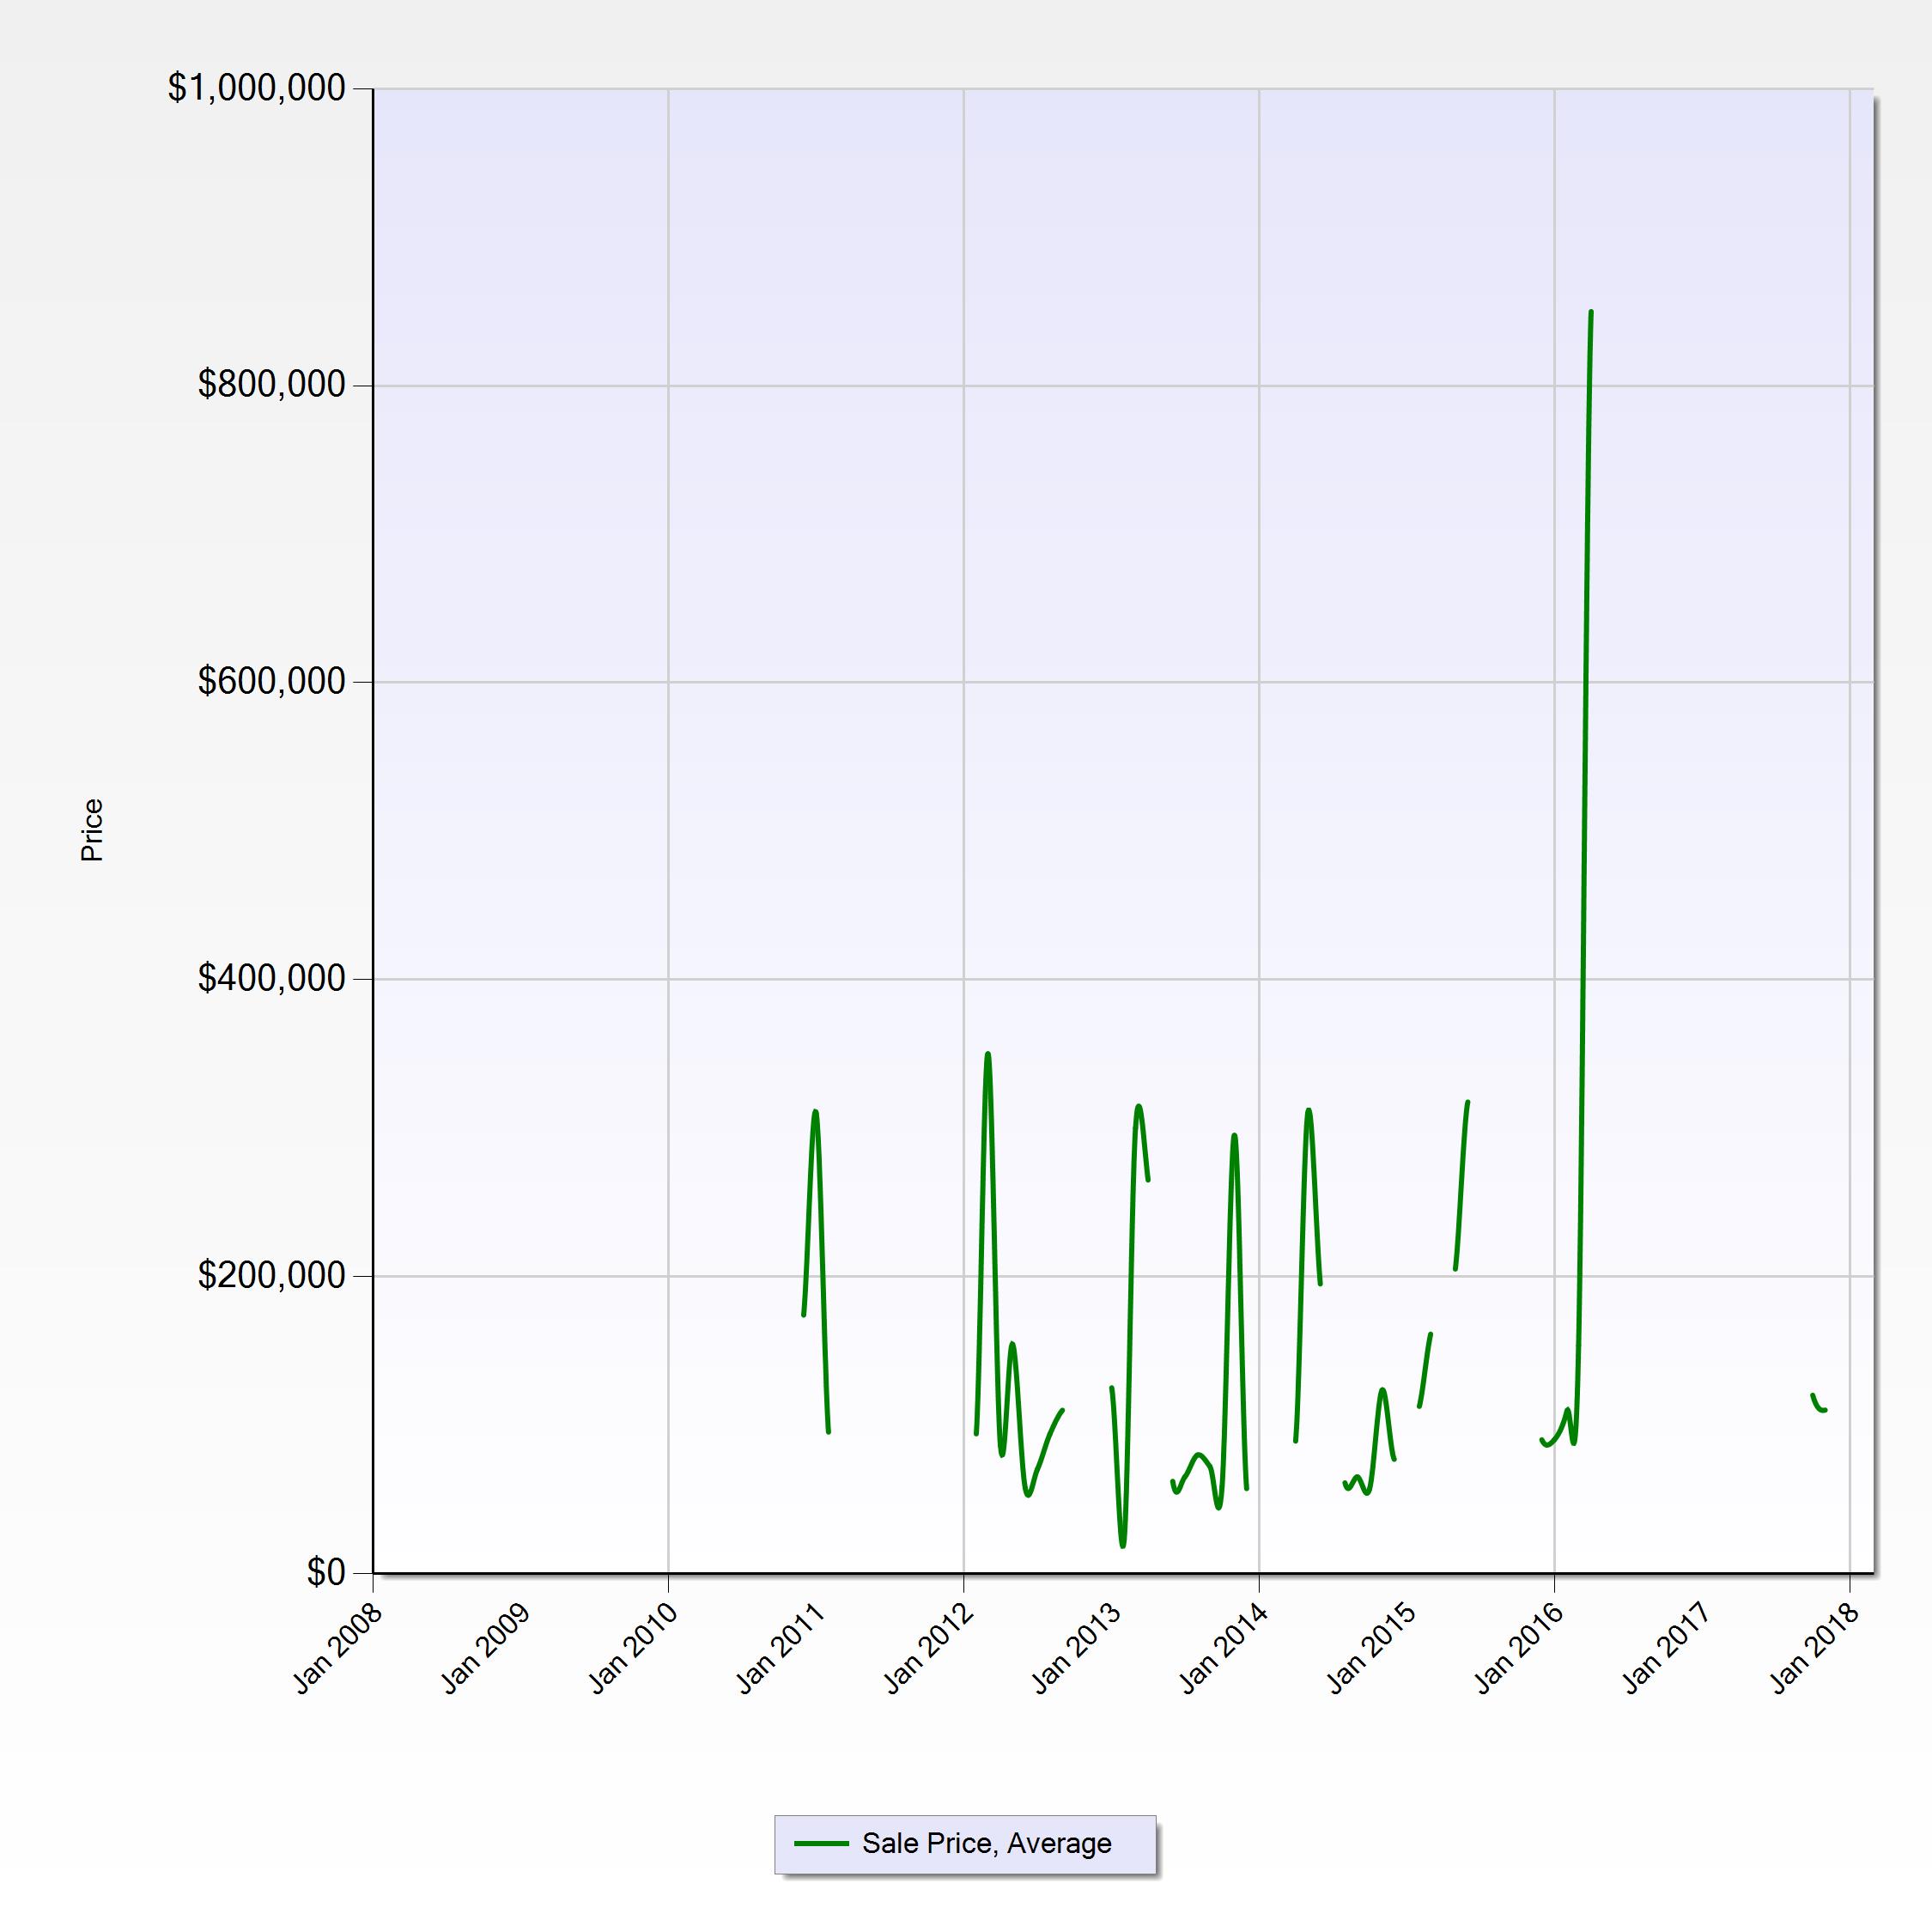 $1,000,000
$800,000
$600,000
$400,000
$200,000
$0
Price
Jan 2008
Jan 2009
Jan 2010
Jan 2011
Jan 2012
Jan 2013
Jan 2014
Jan 2015
Jan 2016
Jan 2017
Jan 2018
Sale Price, Average